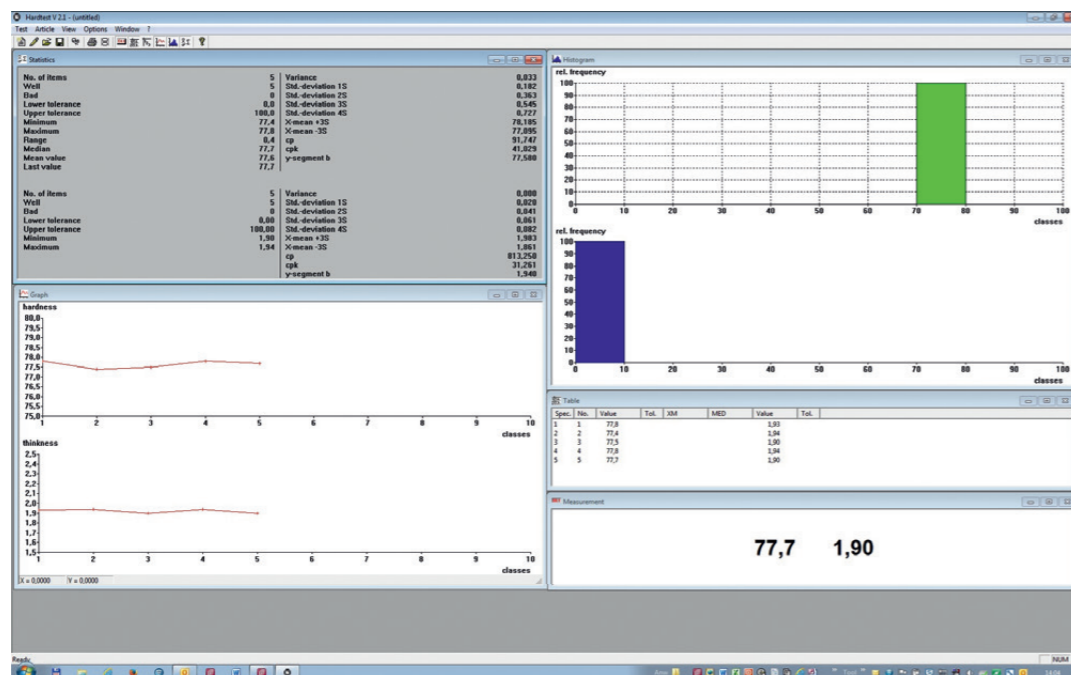 Hardtest V 2.1 - (untitled)
Test Article View Options Window ?
Statistics
No. of items 5 Variance 0,033
Well 5 Std.-deviation 1S 0,182
Bad 0 Std.-deviation 2S 0,363
Lower tolerance 0,0 Std.-deviation 3S 0,545
Upper tolerance 100,0 Std.-deviation 4S 0,727
Minimum 77,4 X-mean +3S 78,185
Maximum 77,8 X-mean -3S 77,095
Range 0,4 cp 91,747
Median 77,7 cpk 41,029
Mean value 77,6 y-segment b 77,580
Last value 77,7
No. of items 5 Variance 0,000
Well 5 Std.-deviation 1S 0,020
Bad 0 Std.-deviation 2S 0,041
Lower tolerance 0,00 Std.-deviation 3S 0,061
Upper tolerance 100,00 Std.-deviation 4S 0,082
Minimum 1,90 X-mean +3S 1,983
Maximum 1,94 X-mean -3S 1,861
cp 813,250
cpk 31,261
y-segment b 1,940
Histogram
rel. frequency
100
90
80
70
60
50
40
30
20
10
0
0 10 20 30 40 50 60 70 80 90 100
classes
rel. frequency
100
90
80
70
60
50
40
30
20
10
0
0 10 20 30 40 50 60 70 80 90 100
classes
Graph
hardness
80,0
79,5
79,0
78,5
78,0
77,5
77,0
76,5
76,0
75,5
75,0
1 2 3 4 5 6 7 8 9 10
classes
thinkness
2,5
2,4
2,3
2,2
2,1
2,0
1,9
1,8
1,7
1,6
1,5
1 2 3 4 5 6 7 8 9 10
classes
X = 0,0000 Y = 0,0000
Table
Spec. No. Value Tol. XM MED Value Tol.
1 1 77,8 1,93
2 2 77,4 1,94
3 3 77,5 1,90
4 4 77,8 1,94
5 5 77,7 1,90
Measurement
77,7 1,90
Ready
NUM